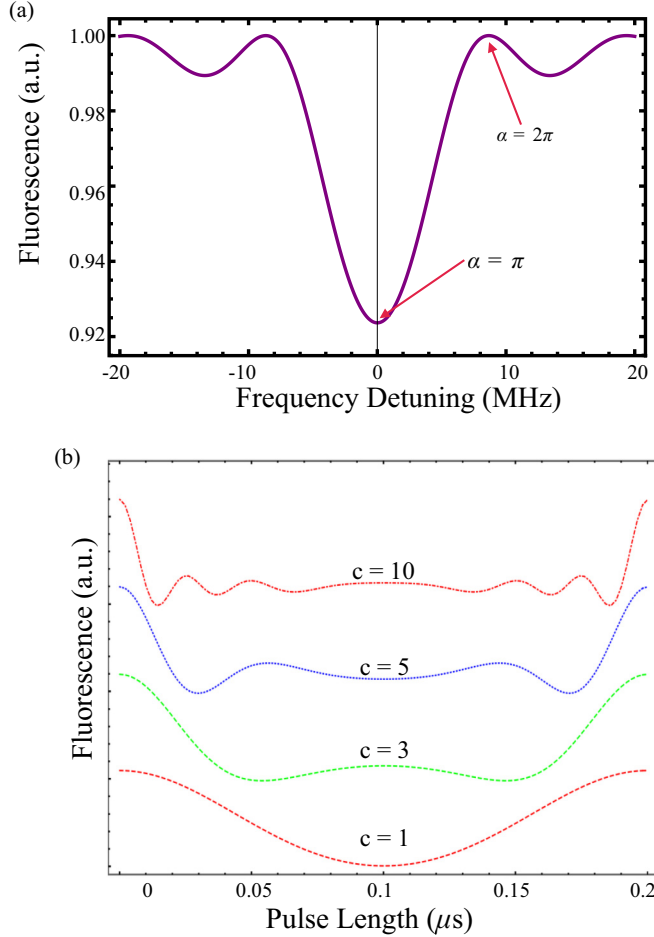 (a)
1.00
0.98
0.96
0.94
0.92
Fluorescence (a.u.)
α = 2π
α = π
-20
-10
0
10
20
Frequency Detuning (MHz)
(b)
Fluorescence (a.u.)
c = 10
c = 5
c = 3
c = 1
0
0.05
0.1
0.15
0.2
Pulse Length (μs)